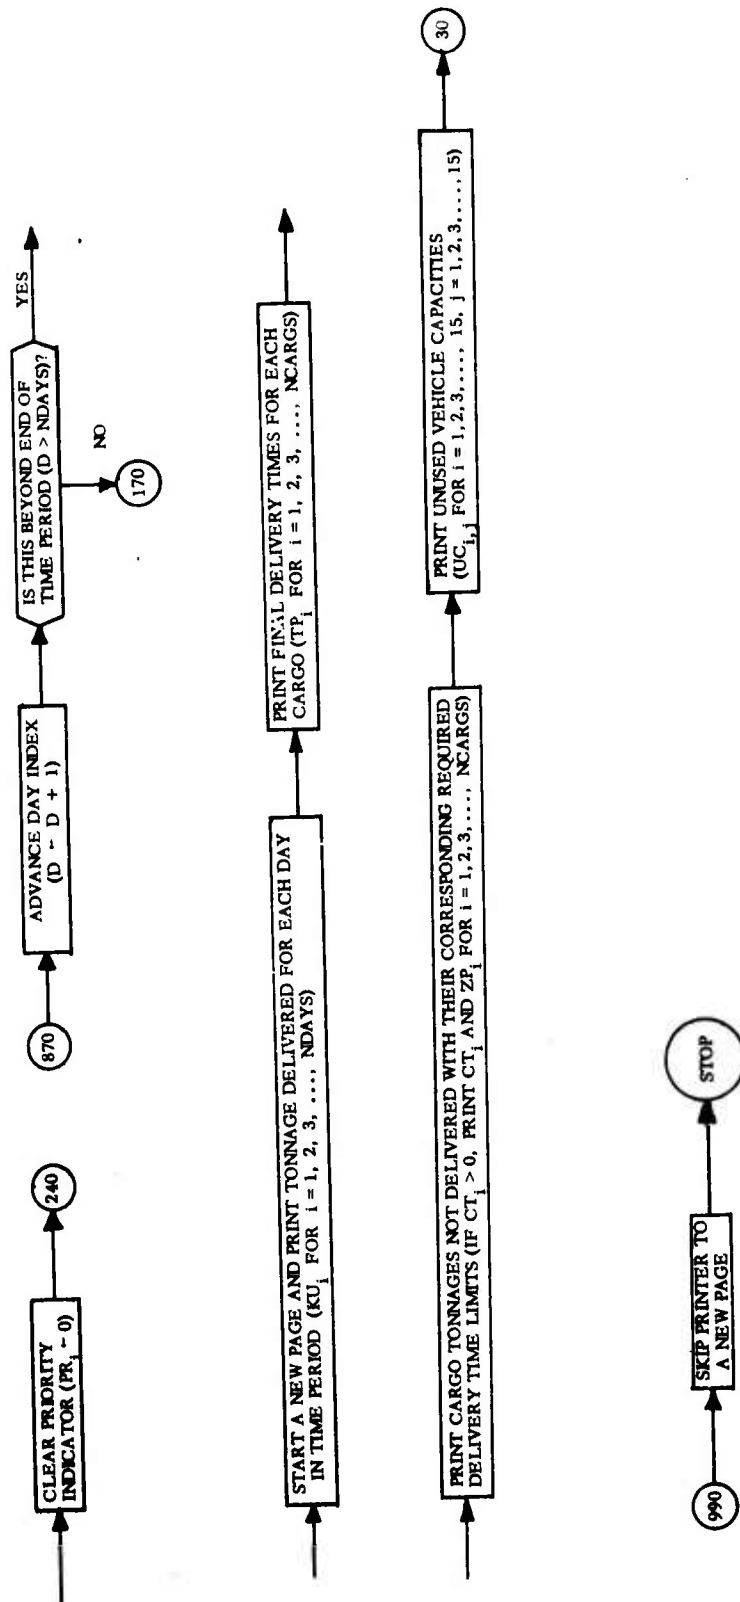 CLEAR PRIORITY
INDICATOR (PR_i - 0)
240
870
ADVANCE DAY INDEX
(D - D + 1)
IS THIS BEYOND END OF
TIME PERIOD (D > NDAYS)?
YES
NO
170
START A NEW PAGE AND PRINT TONNAGE DELIVERED FOR EACH DAY
IN TIME PERIOD (KU_i FOR i = 1, 2, 3, ..., NDAYS)
PRINT FINAL DELIVERY TIMES FOR EACH
CARGO (TP_i FOR i = 1, 2, 3, ..., NCARGS)
PRINT CARGO TONNAGES NOT DELIVERED WITH THEIR CORRESPONDING REQUIRED
DELIVERY TIME LIMITS (IF CT_i > 0, PRINT CT_i AND ZP_i FOR i = 1,2,3,..., NCARGS)
PRINT UNUSED VEHICLE CAPACITIES
(UC_i,j FOR i = 1,2,3,..., 15, j = 1,2,3,...,15)
30
990
SKIP PRINTER TO
A NEW PAGE
STOP